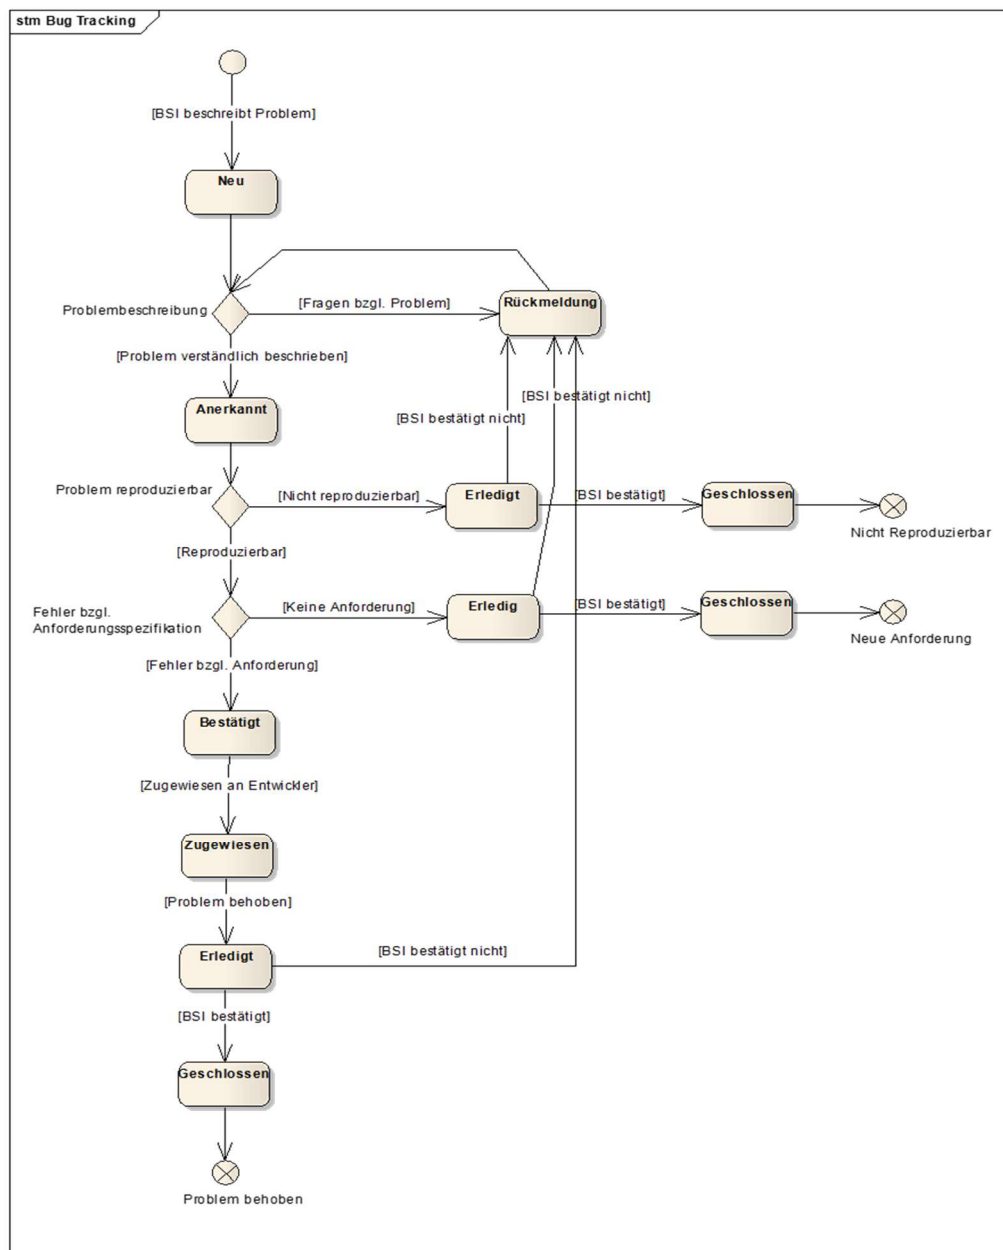 stm Bug Tracking
[BSI beschreibt Problem]
Neu
Problembeschreibung
[Fragen bzgl. Problem]
Rückmeldung
[Problem verständlich beschrieben]
[BSI bestätigt nicht]
Anerkannt
[BSI bestätigt nicht]
Problem reproduzierbar
[Nicht reproduzierbar]
Erledigt
[BSI bestätigt]
Geschlossen
Nicht Reproduzierbar
[Reproduzierbar]
Fehler bzgl.
Anforderungsspezifikation
[Keine Anforderung]
Erledig
[BSI bestätigt]
Geschlossen
Neue Anforderung
[Fehler bzgl. Anforderung]
Bestätigt
[Zugewiesen an Entwickler]
Zugewiesen
[Problem behoben]
Erledigt
[BSI bestätigt nicht]
[BSI bestätigt]
Geschlossen
Problem behoben